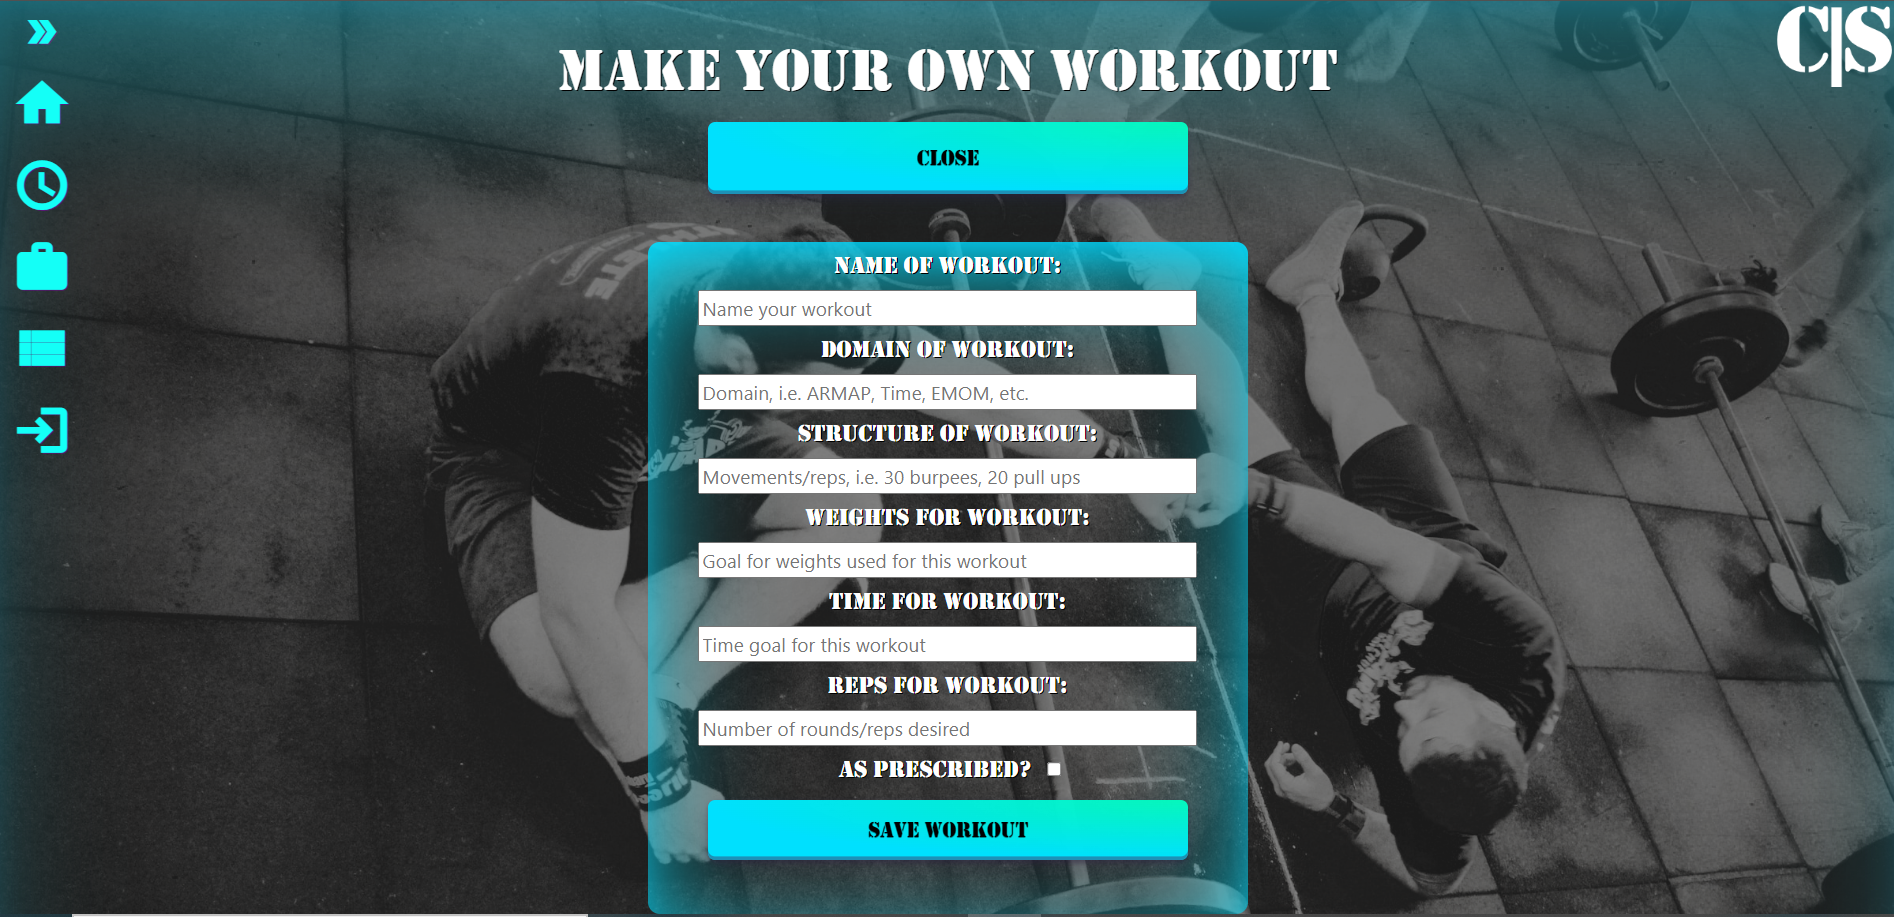 C|S
MAKE YOUR OWN WORKOUT
CLOSE
NAME OF WORKOUT:
Name your workout
DOMAIN OF WORKOUT:
Domain, i.e. ARMAP, Time, EMOM, etc.
STRUCTURE OF WORKOUT:
Movements/reps, i.e. 30 burpees, 20 pull ups
WEIGHTS FOR WORKOUT:
Goal for weights used for this workout
TIME FOR WORKOUT:
Time goal for this workout
REPS FOR WORKOUT:
Number of rounds/reps desired
AS PRESCRIBED?
SAVE WORKOUT